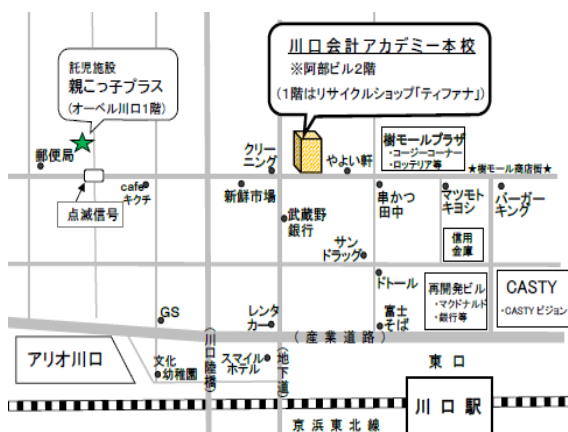 託児施設
親こっ子プラス
(オーベル川口1階)
川口会計アカデミー本校
※阿部ビル2階
(1階はリサイクルショップ「ティファナ」)
郵便局
点滅信号
cafe
キクチ
クリー
ニング
やよい軒
樹モールプラザ
・コージーコーナー
・ロッテリア等
★樹モール商店街★
新鮮市場
武蔵野
銀行
串かつ
田中
マツモト
キヨシ
バーガー
キング
サン
ドラッグ
信用
金庫
ドトール
再開発ビル
・マクドナルド
・銀行等
CASTY
・CASTYビジョン
GS
レンタ
カー
富士
そば
(産業道路)
アリオ川口
文化
幼稚園
(川口陸橋)
スマイル
ホテル
(地下道)
東口
川口駅
京浜東北線